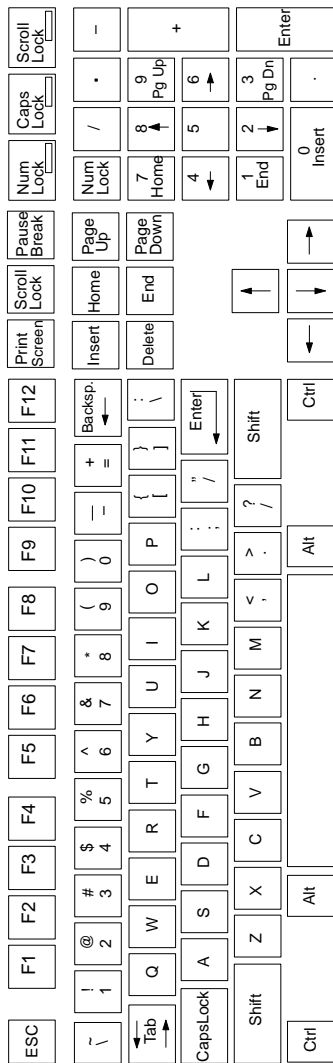 ESC F1 F2 F3 F4 F5 F6 F7 F8 F9 F10 F11 F12 Print Screen Scroll Lock Pause Break Num Lock Caps Lock Scroll Lock
~ ` ! 1 @ 2 # 3 $ 4 % 5 ^ 6 & 7 * 8 ( 9 ) 0 — + = Backsp. Insert Home Page Up Num Lock / • –
Tab Q W E R T Y U I O P { [ } ] : \ Delete End Page Down 7 Home 8 9 Pg Up +
CapsLock A S D F G H J K L : ; " / Enter 4 5 6
Shift Z X C V B N M < , > . ? / Shift 1 End 2 3 Pg Dn Enter
Ctrl Alt Alt Ctrl 0 Insert .